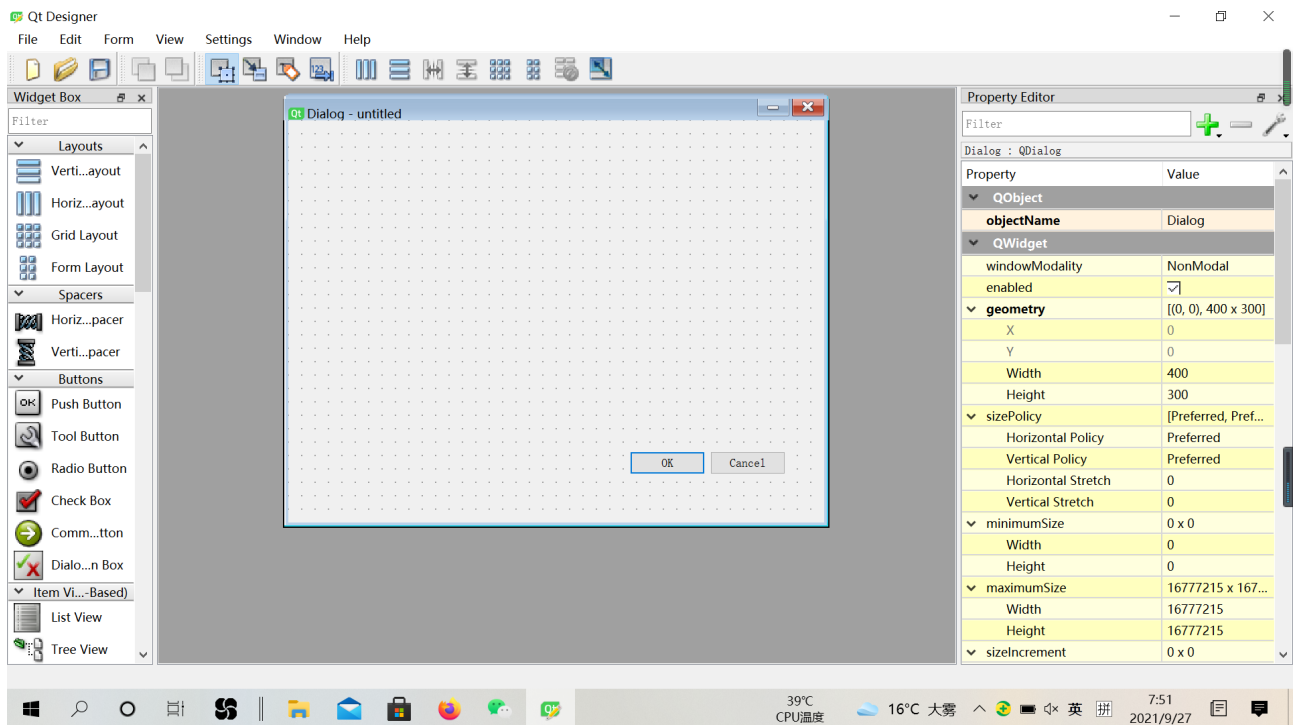 Qt Designer
File Edit Form View Settings Window Help
Widget Box
Filter
Layouts
Verti...ayout
Horiz...ayout
Grid Layout
Form Layout
Spacers
Horiz...pacer
Verti...pacer
Buttons
OK Push Button
Tool Button
Radio Button
Check Box
Comm...tton
Dialo...n Box
Item Vi...-Based)
List View
Tree View
Qt Dialog - untitled
OK Cancel
Property Editor
Filter
Dialog : QDialog
Property Value
QObject
objectName Dialog
QWidget
windowModality NonModal
enabled
geometry [(0, 0), 400 x 300]
X 0
Y 0
Width 400
Height 300
sizePolicy [Preferred, Pref...
Horizontal Policy Preferred
Vertical Policy Preferred
Horizontal Stretch 0
Vertical Stretch 0
minimumSize 0 x 0
Width 0
Height 0
maximumSize 16777215 x 167...
Width 16777215
Height 16777215
sizeIncrement 0 x 0
39℃
CPU温度
16°C 大雾
英
拼
7:51
2021/9/27